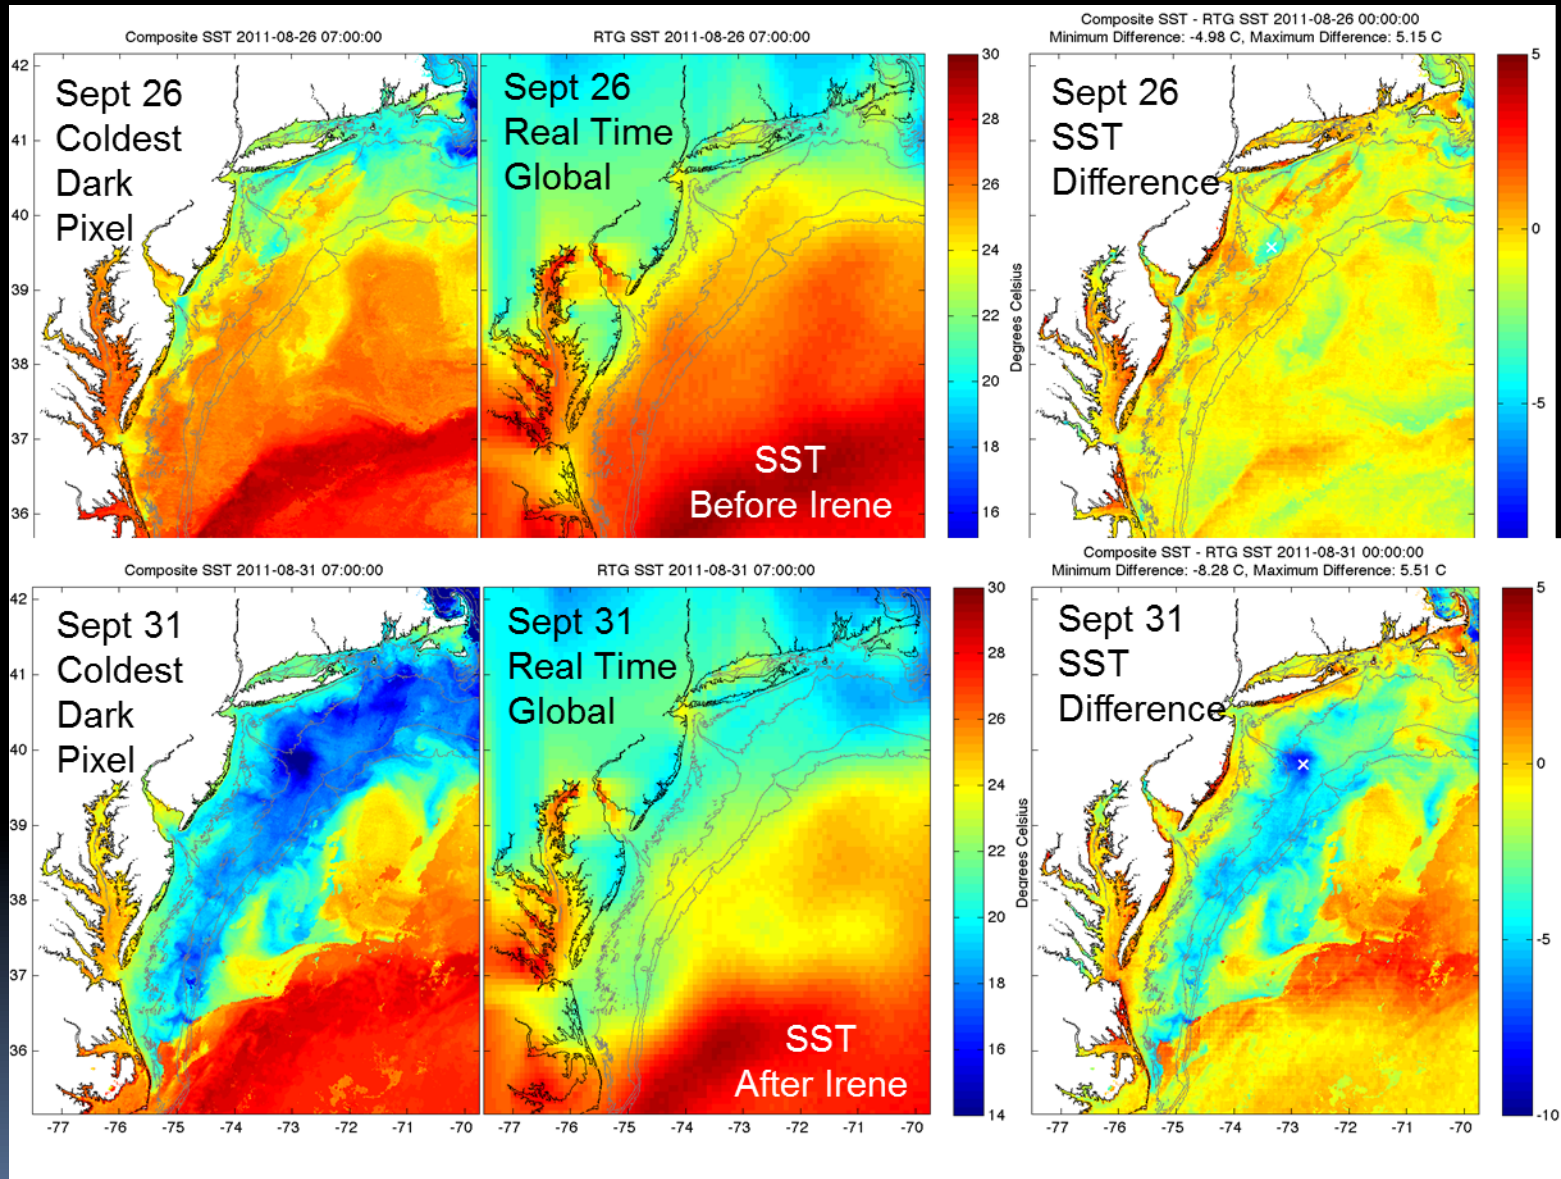 Composite SST 2011-08-26 07:00:00
RTG SST 2011-08-26 07:00:00
Composite SST - RTG SST 2011-08-26 00:00:00
Minimum Difference: -4.98 C, Maximum Difference: 5.15 C
Sept 26
Coldest
Dark
Pixel
42
41
40
39
38
37
36
Sept 26
Real Time
Global
SST
Before Irene
30
28
26
24
22
20
18
16
Sept 26
SST
Difference
Degrees Celsius
5
0
-5
Composite SST 2011-08-31 07:00:00
RTG SST 2011-08-31 07:00:00
Composite SST - RTG SST 2011-08-31 00:00:00
Minimum Difference: -8.28 C, Maximum Difference: 5.51 C
Sept 31
Coldest
Dark
Pixel
42
41
40
39
38
37
36
-77 -76 -75 -74 -73 -72 -71 -70
Sept 31
Real Time
Global
SST
After Irene
-77 -76 -75 -74 -73 -72 -71 -70
30
28
26
24
22
20
18
16
14
Sept 31
SST
Difference
Degrees Celsius
-77 -76 -75 -74 -73 -72 -71 -70
5
0
-5
-10